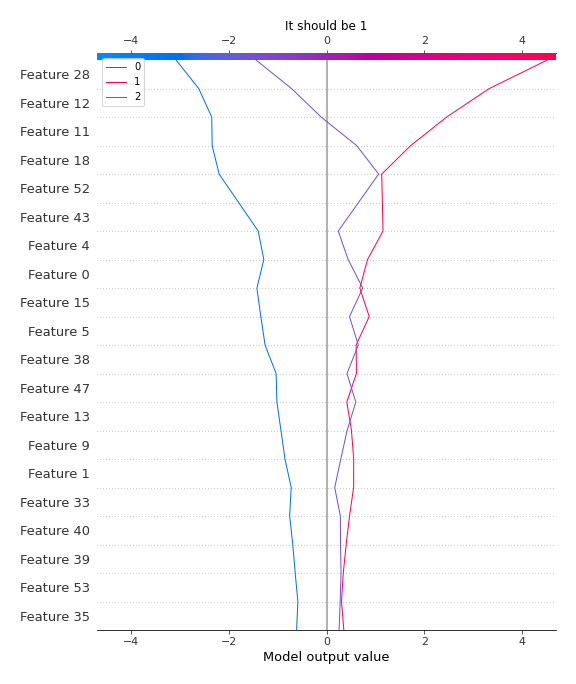 It should be 1
−4 −2 0 2 4
0
1
2
Feature 28
Feature 12
Feature 11
Feature 18
Feature 52
Feature 43
Feature 4
Feature 0
Feature 15
Feature 5
Feature 38
Feature 47
Feature 13
Feature 9
Feature 1
Feature 33
Feature 40
Feature 39
Feature 53
Feature 35
−4 −2 0 2 4
Model output value